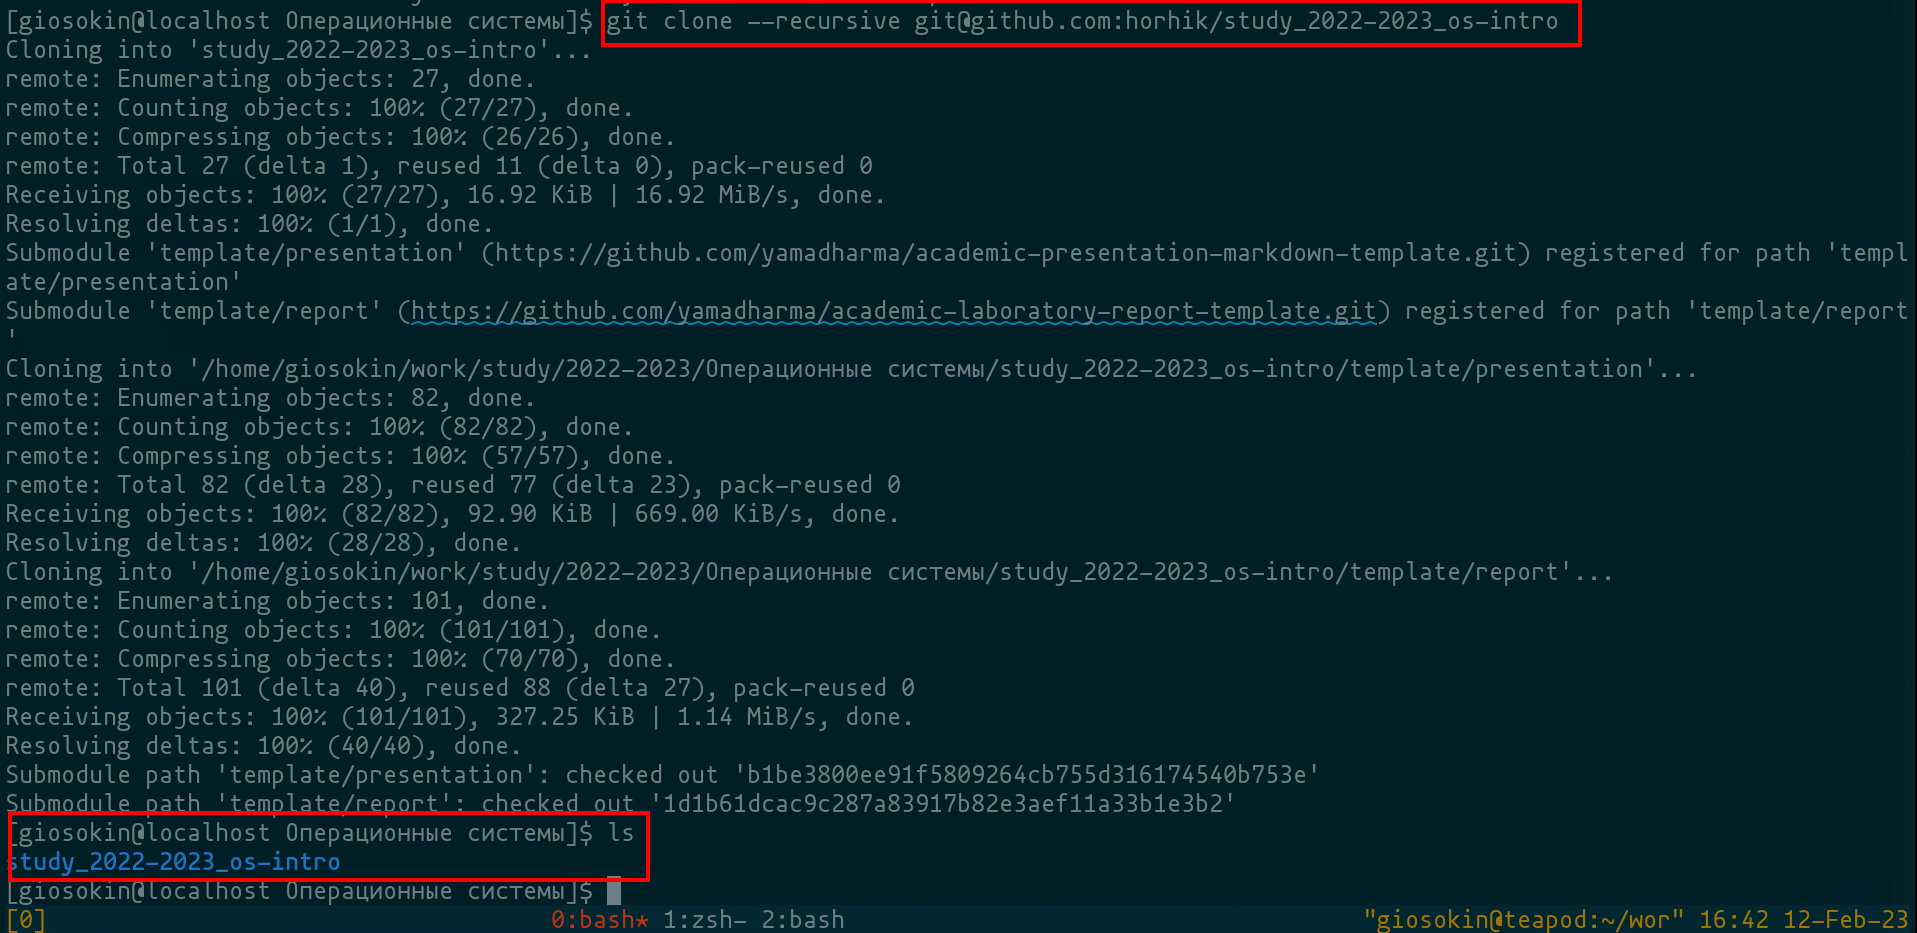 [giosokin@localhost Операционные системы]$ git clone --recursive git@github.com:horhik/study_2022-2023_os-intro
Cloning into 'study_2022-2023_os-intro'...
remote: Enumerating objects: 27, done.
remote: Counting objects: 100% (27/27), done.
remote: Compressing objects: 100% (26/26), done.
remote: Total 27 (delta 1), reused 11 (delta 0), pack-reused 0
Receiving objects: 100% (27/27), 16.92 KiB | 16.92 MiB/s, done.
Resolving deltas: 100% (1/1), done.
Submodule 'template/presentation' (https://github.com/yamadharma/academic-presentation-markdown-template.git) registered for path 'templ
ate/presentation'
Submodule 'template/report' (https://github.com/yamadharma/academic-laboratory-report-template.git) registered for path 'template/report
'
Cloning into '/home/giosokin/work/study/2022-2023/Операционные системы/study_2022-2023_os-intro/template/presentation'...
remote: Enumerating objects: 82, done.
remote: Counting objects: 100% (82/82), done.
remote: Compressing objects: 100% (57/57), done.
remote: Total 82 (delta 28), reused 77 (delta 23), pack-reused 0
Receiving objects: 100% (82/82), 92.90 KiB | 669.00 KiB/s, done.
Resolving deltas: 100% (28/28), done.
Cloning into '/home/giosokin/work/study/2022-2023/Операционные системы/study_2022-2023_os-intro/template/report'...
remote: Enumerating objects: 101, done.
remote: Counting objects: 100% (101/101), done.
remote: Compressing objects: 100% (70/70), done.
remote: Total 101 (delta 40), reused 88 (delta 27), pack-reused 0
Receiving objects: 100% (101/101), 327.25 KiB | 1.14 MiB/s, done.
Resolving deltas: 100% (40/40), done.
Submodule path 'template/presentation': checked out 'b1be3800ee91f5809264cb755d316174540b753e'
Submodule path 'template/report': checked out '1d1b61dcac9c287a83917b82e3aef11a33b1e3b2'
[giosokin@localhost Операционные системы]$ ls
study_2022-2023_os-intro
[giosokin@localhost Операционные системы]$
[0] 0:bash* 1:zsh- 2:bash "giosokin@teapod:~/wor" 16:42 12-Feb-23